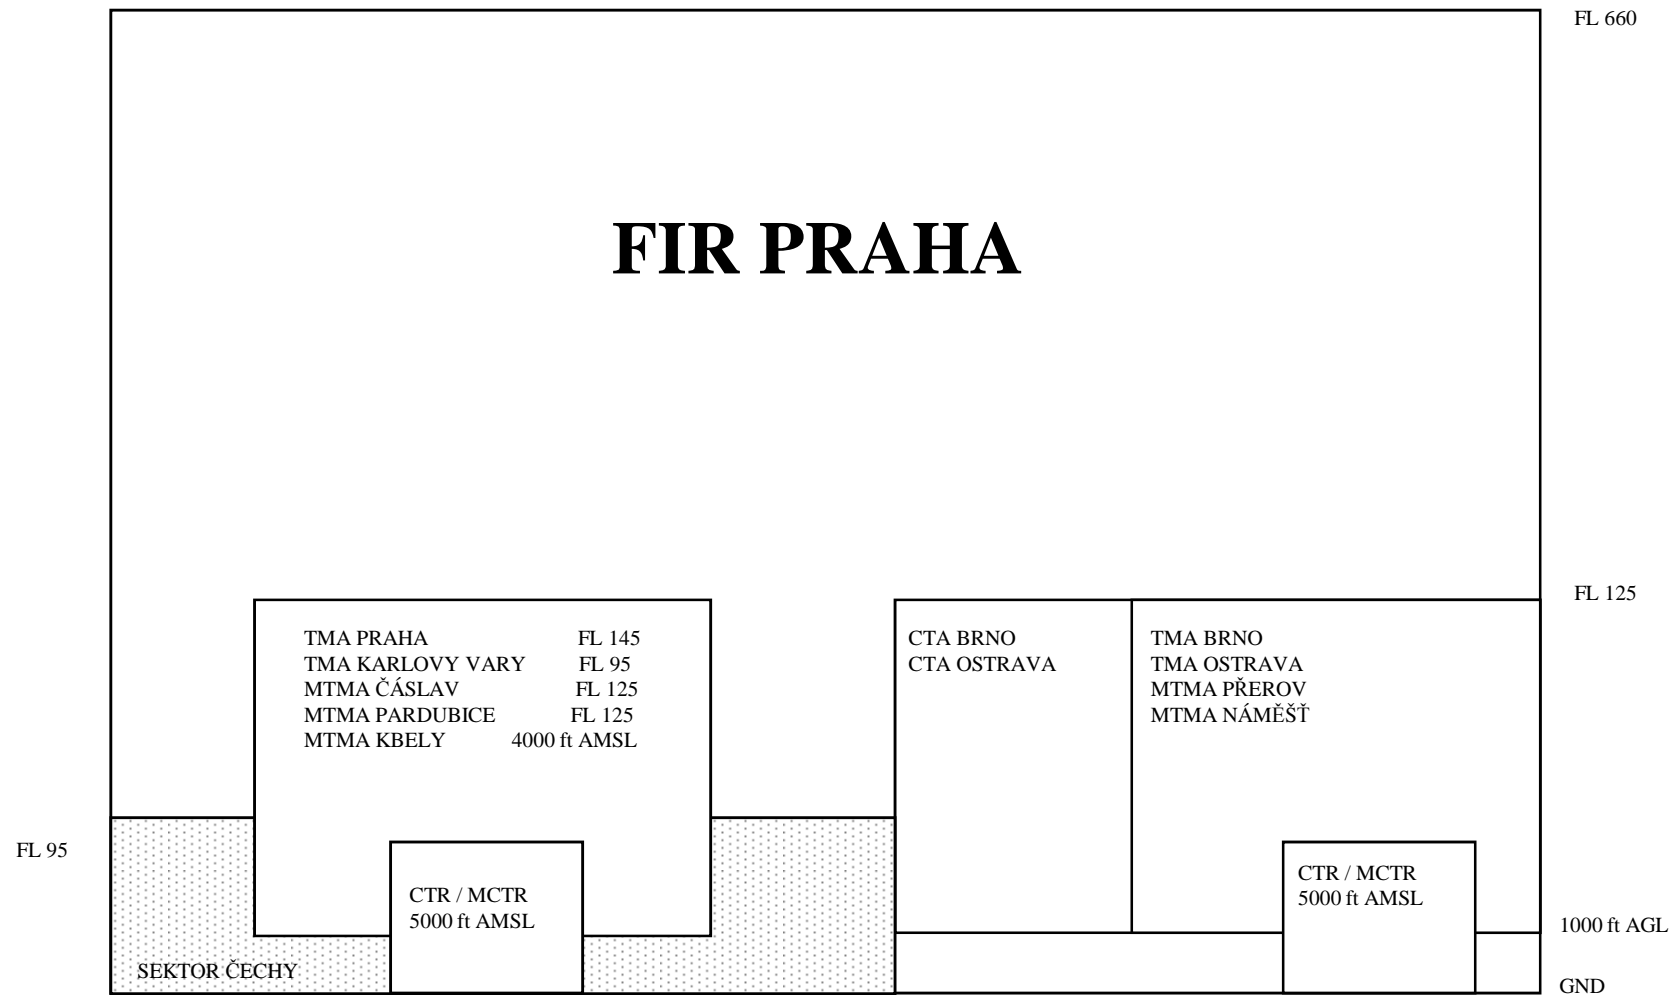 FL 660
FIR PRAHA
FL 125
TMA PRAHA FL 145
TMA KARLOVY VARY FL 95
MTMA ČÁSLAV FL 125
MTMA PARDUBICE FL 125
MTMA KBELY 4000 ft AMSL
CTA BRNO
CTA OSTRAVA
TMA BRNO
TMA OSTRAVA
MTMA PŘEROV
MTMA NÁMĚŠŤ
FL 95
CTR / MCTR
5000 ft AMSL
CTR / MCTR
5000 ft AMSL
1000 ft AGL
SEKTOR ČECHY
GND